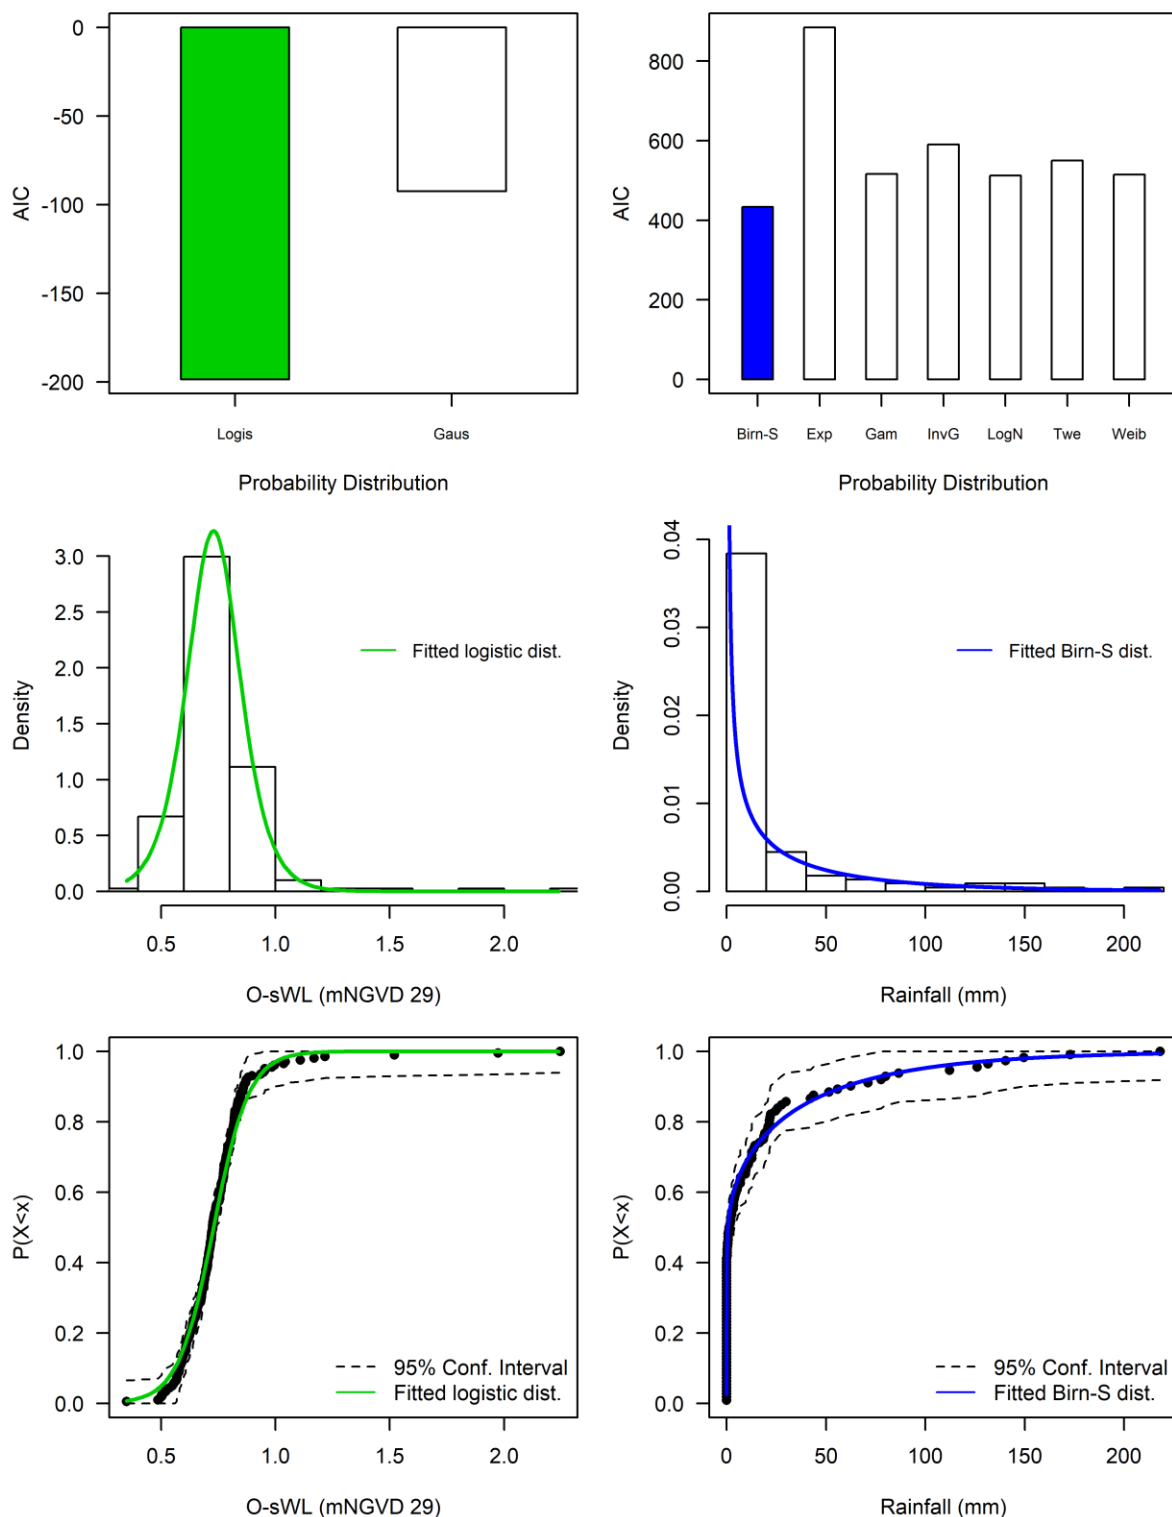 0
-50
-100
-150
-200
AIC
Logis
Gaus
Probability Distribution
800
600
400
200
0
AIC
Birn-S
Exp
Gam
InvG
LogN
Twe
Weib
Probability Distribution
3.0
2.5
2.0
1.5
1.0
0.5
0.0
Density
Fitted logistic dist.
0.5
1.0
1.5
2.0
O-sWL (mNGVD 29)
0.04
0.03
0.02
0.01
0.00
Density
Fitted Birn-S dist.
0
50
100
150
200
Rainfall (mm)
1.0
0.8
0.6
0.4
0.2
0.0
P(X<x)
95% Conf. Interval
Fitted logistic dist.
0.5
1.0
1.5
2.0
O-sWL (mNGVD 29)
1.0
0.8
0.6
0.4
0.2
0.0
P(X<x)
95% Conf. Interval
Fitted Birn-S dist.
0
50
100
150
200
Rainfall (mm)